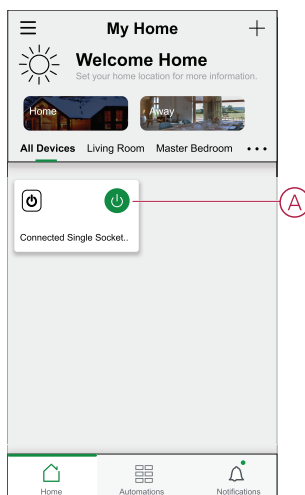 My Home
Welcome Home
Set your home location for more information.
Home
Away
All Devices Living Room Master Bedroom
A
Connected Single Socket..
Home Automations Notifications